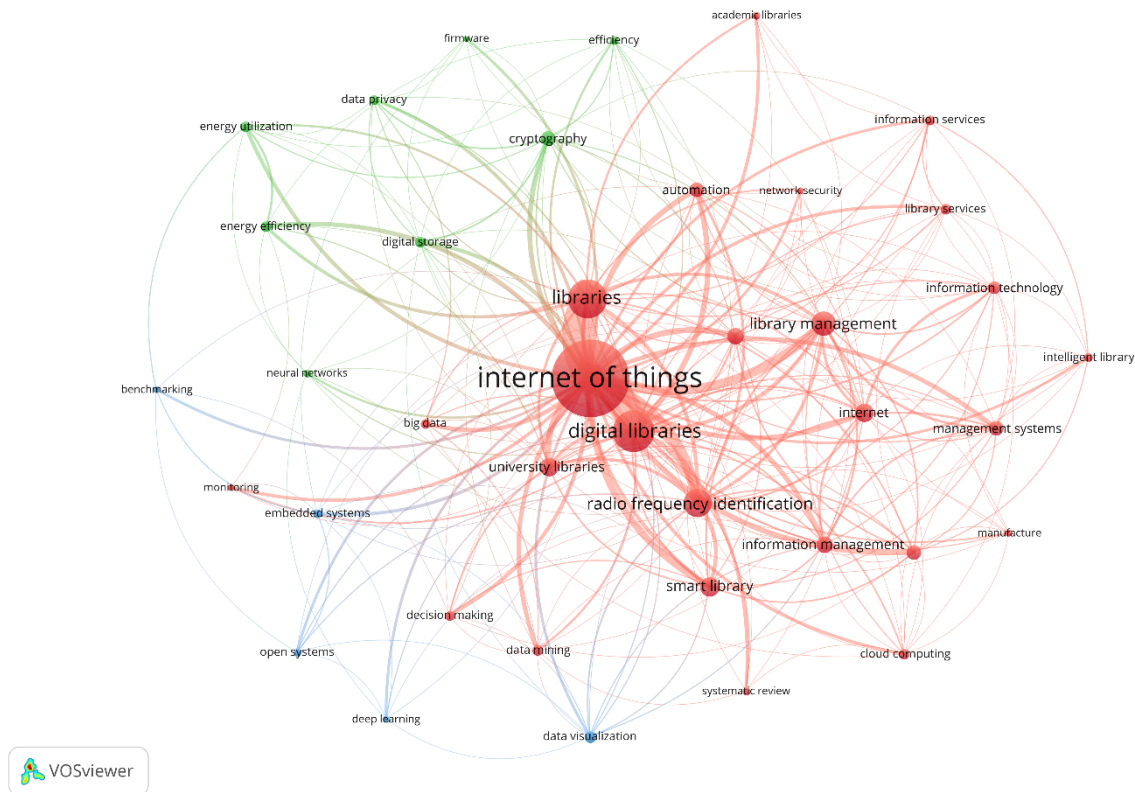 academic libraries
firmware
efficiency
data privacy
information services
energy utilization
cryptography
automation
network security
library services
energy efficiency
digital storage
information technology
libraries
library management
intelligent library
internet of things
neural networks
benchmarking
internet
big data
digital libraries
management systems
university libraries
monitoring
radio frequency identification
embedded systems
manufacture
information management
smart library
decision making
open systems
data mining
cloud computing
systematic review
deep learning
data visualization
VOSviewer